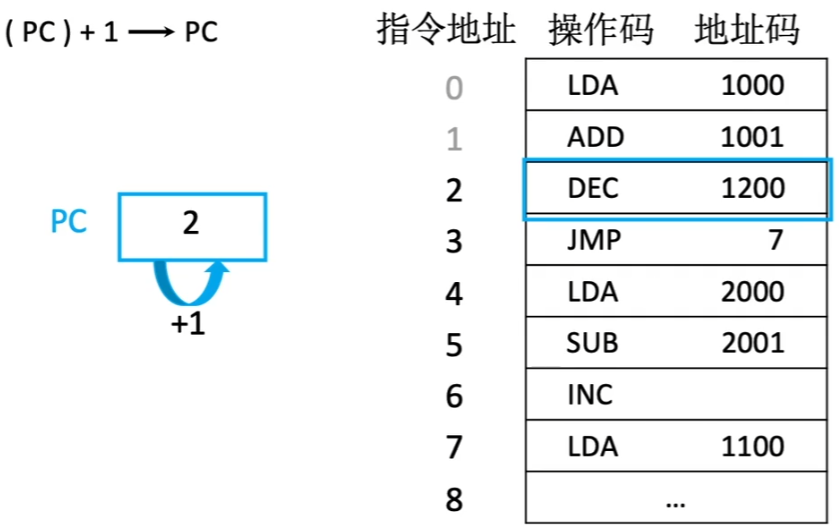 ( PC ) + 1 ⟶ PC
指令地址 操作码 地址码
0 LDA 1000
1 ADD 1001
2 DEC 1200
3 JMP 7
4 LDA 2000
5 SUB 2001
6 INC
7 LDA 1100
8 ...
PC 2
+1